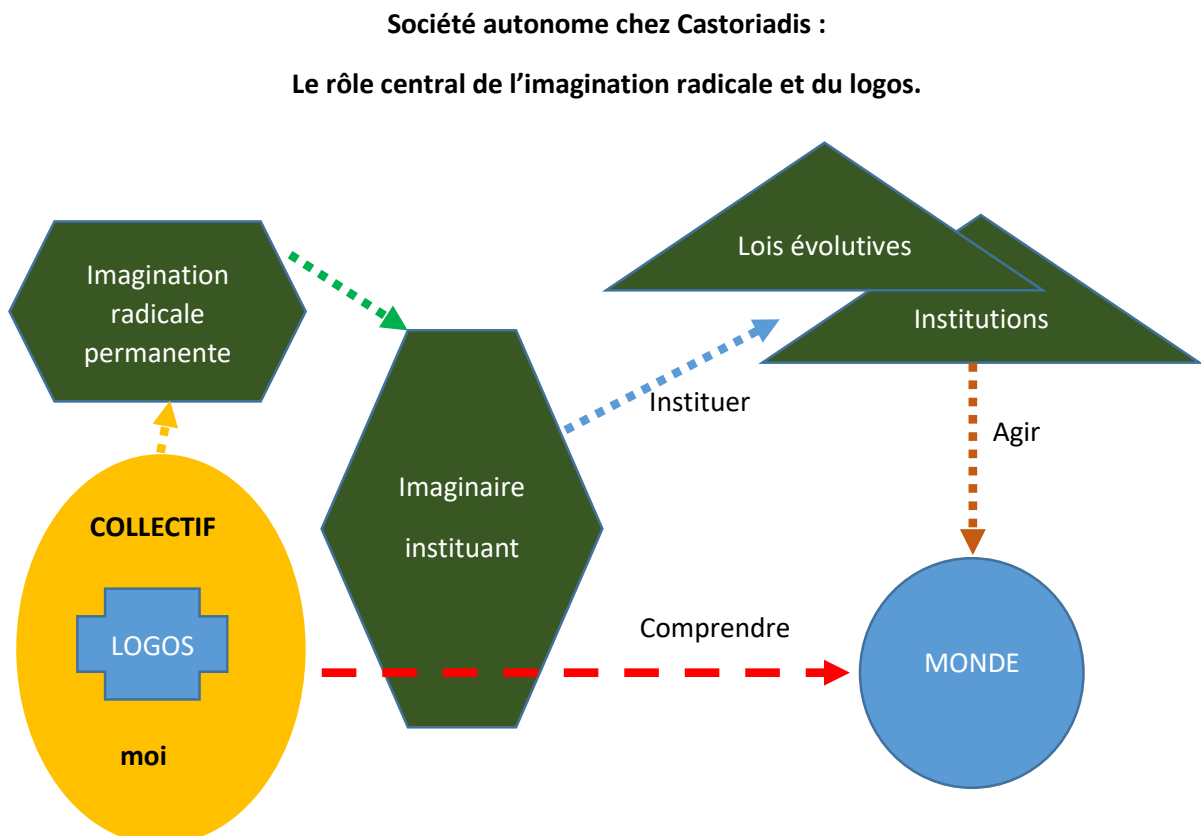 Société autonome chez Castoriadis :
Le rôle central de l’imagination radicale et du logos.
Lois évolutives
Imagination
radicale
permanente
Institutions
Instituer
Agir
Imaginaire
instituant
COLLECTIF
LOGOS
moi
Comprendre
MONDE